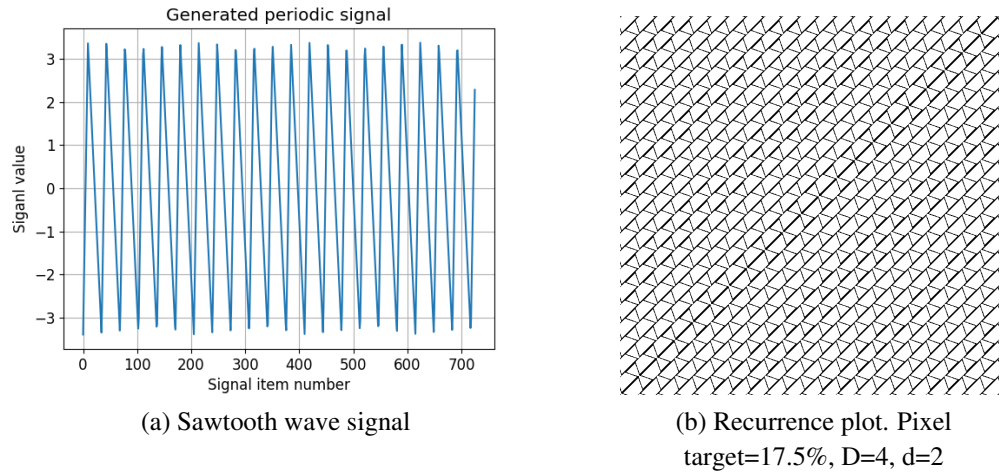 Generated periodic signal
3
2
1
0
−1
−2
−3
Siganl value
0 100 200 300 400 500 600 700
Signal item number
(a) Sawtooth wave signal
(b) Recurrence plot. Pixel
target=17.5%, D=4, d=2